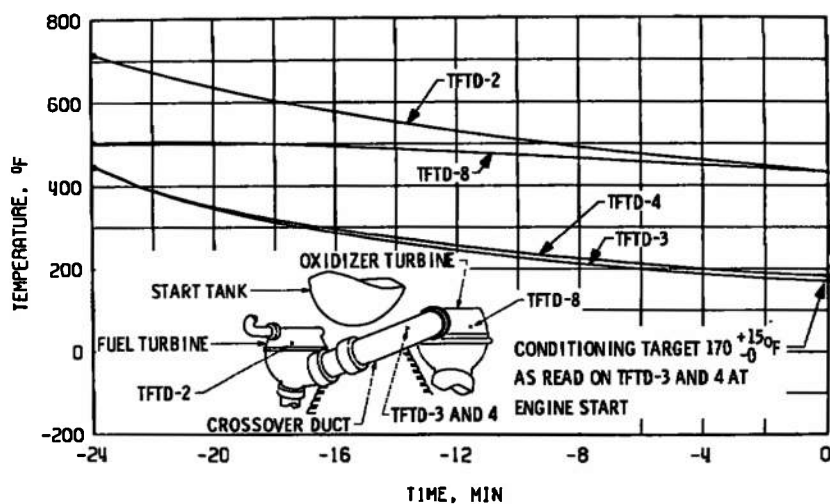 800
600
400
200
0
-200
TEMPERATURE, ºF
TFTD-2
TFTD-8
TFTD-4
TFTD-3
OXIDIZER TURBINE
START TANK
TFTD-8
FUEL TURBINE
TFTD-2
CROSSOVER DUCT
TFTD-3 AND 4
CONDITIONING TARGET 170 +15 -0 ºF
AS READ ON TFTD-3 AND 4 AT
ENGINE START
-24
-20
-16
-12
-8
-4
0
TIME, MIN